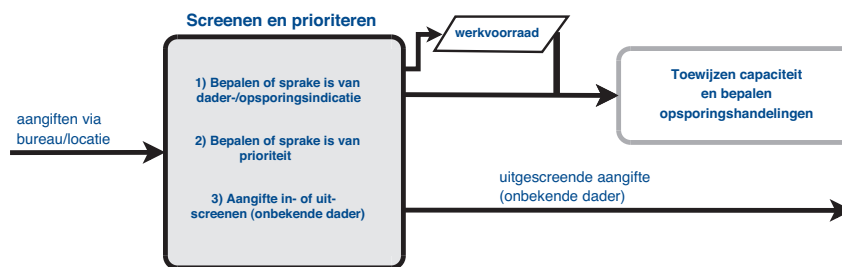 Screenen en prioriteren
werkvoorraad
1) Bepalen of sprake is van
dader-/opsporingsindicatie
Toewijzen capaciteit
en bepalen
opsporingshandelingen
aangiften via
bureau/locatie
2) Bepalen of sprake is van
prioriteit
3) Aangifte in- of uit-
screenen (onbekende dader)
uitgescreende aangifte
(onbekende dader)